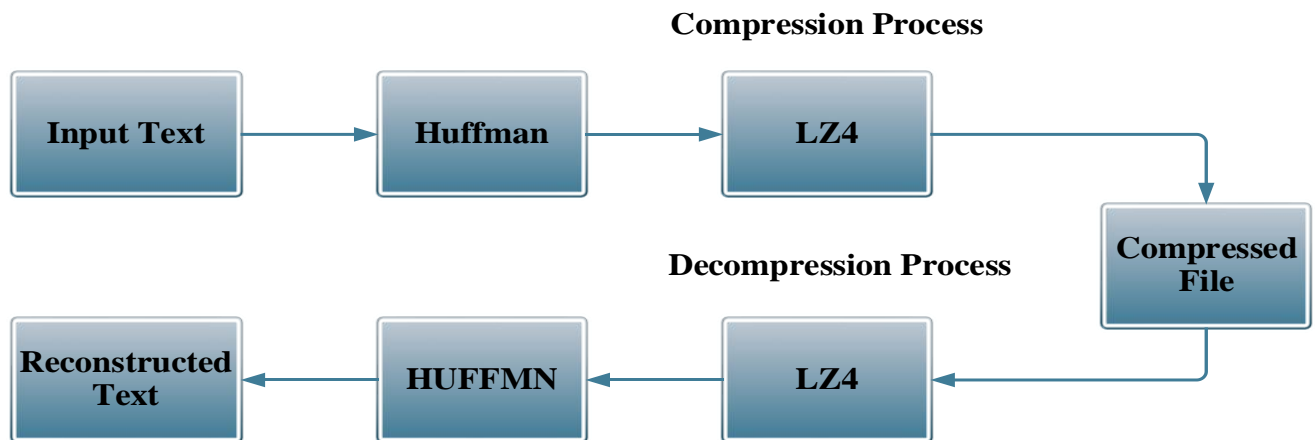 Compression Process
Input Text
Huffman
LZ4
Compressed
File
Decompression Process
Reconstructed
Text
HUFFMN
LZ4